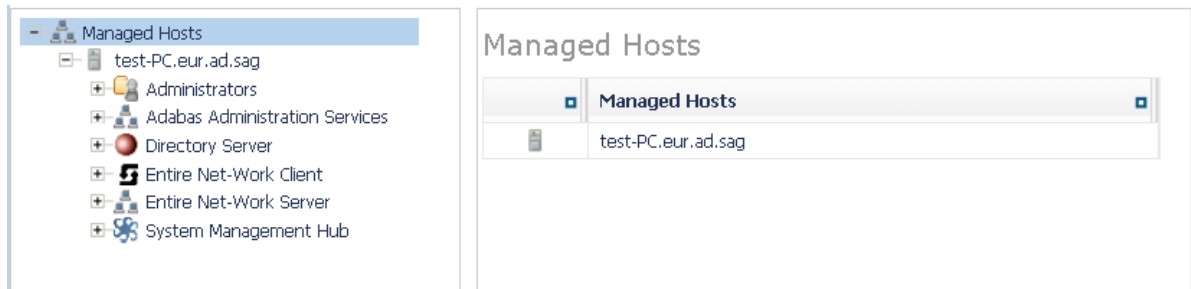 Managed Hosts
test-PC.eur.ad.sag
Administrators
Adabas Administration Services
Directory Server
Entire Net-Work Client
Entire Net-Work Server
System Management Hub
Managed Hosts
Managed Hosts
test-PC.eur.ad.sag